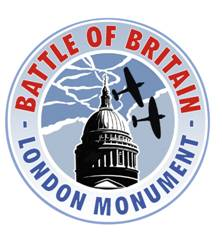 BATTLE OF BRITAIN
- LONDON MONUMENT -